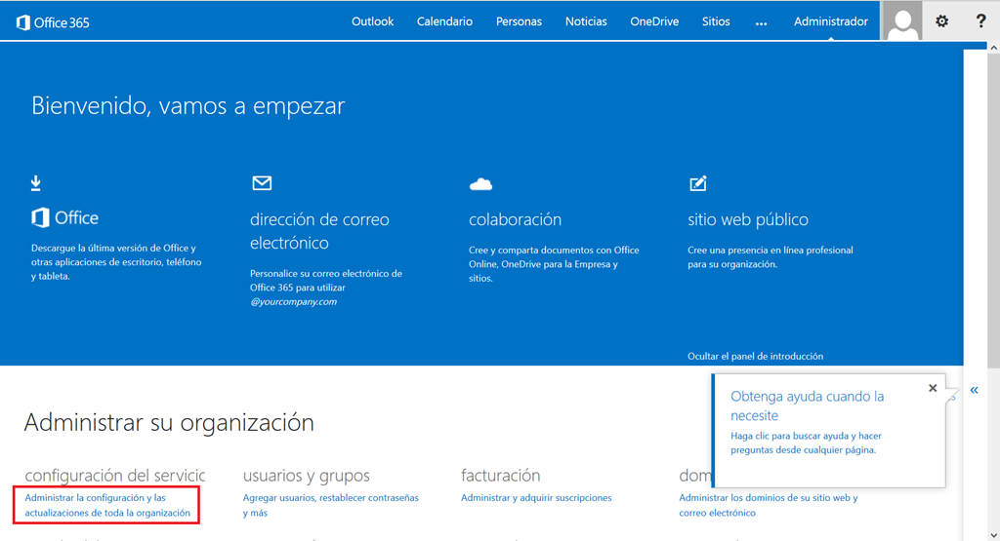 Office 365
Outlook Calendario Personas Noticias OneDrive Sitios ... Administrador ?
Bienvenido, vamos a empezar
Office
Descargue la última versión de Office y
otras aplicaciones de escritorio, teléfono
y tableta.
dirección de correo
electrónico
Personalice su correo electrónico de
Office 365 para utilizar
@yourcompany.com
colaboración
Cree y comparta documentos con Office
Online, OneDrive para la Empresa y
sitios.
sitio web público
Cree una presencia en línea profesional
para su organización.
Ocultar el panel de introducción
Obtenga ayuda cuando la
necesite
Haga clic para buscar ayuda y hacer
preguntas desde cualquier página.
Administrar su organización
configuración del servicic
Administrar la configuración y las
actualizaciones de toda la organización
usuarios y grupos
Agregar usuarios, restablecer contraseñas
y más
facturación
Administrar y adquirir suscripciones
dom
Administrar los dominios de su sitio web y
correo electrónico